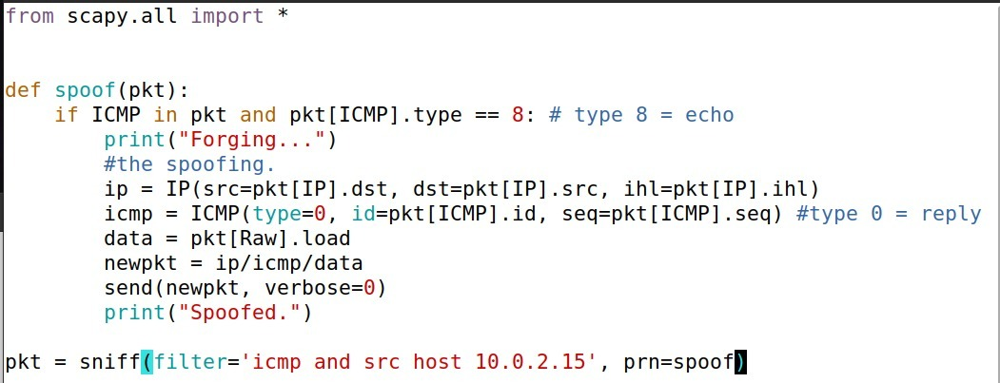 from scapy.all import *
def spoof(pkt):
    if ICMP in pkt and pkt[ICMP].type == 8: # type 8 = echo
        print("Forging...")
        #the spoofing.
        ip = IP(src=pkt[IP].dst, dst=pkt[IP].src, ihl=pkt[IP].ihl)
        icmp = ICMP(type=0, id=pkt[ICMP].id, seq=pkt[ICMP].seq) #type 0 = reply
        data = pkt[Raw].load
        newpkt = ip/icmp/data
        send(newpkt, verbose=0)
        print("Spoofed.")
pkt = sniff(filter='icmp and src host 10.0.2.15', prn=spoof)